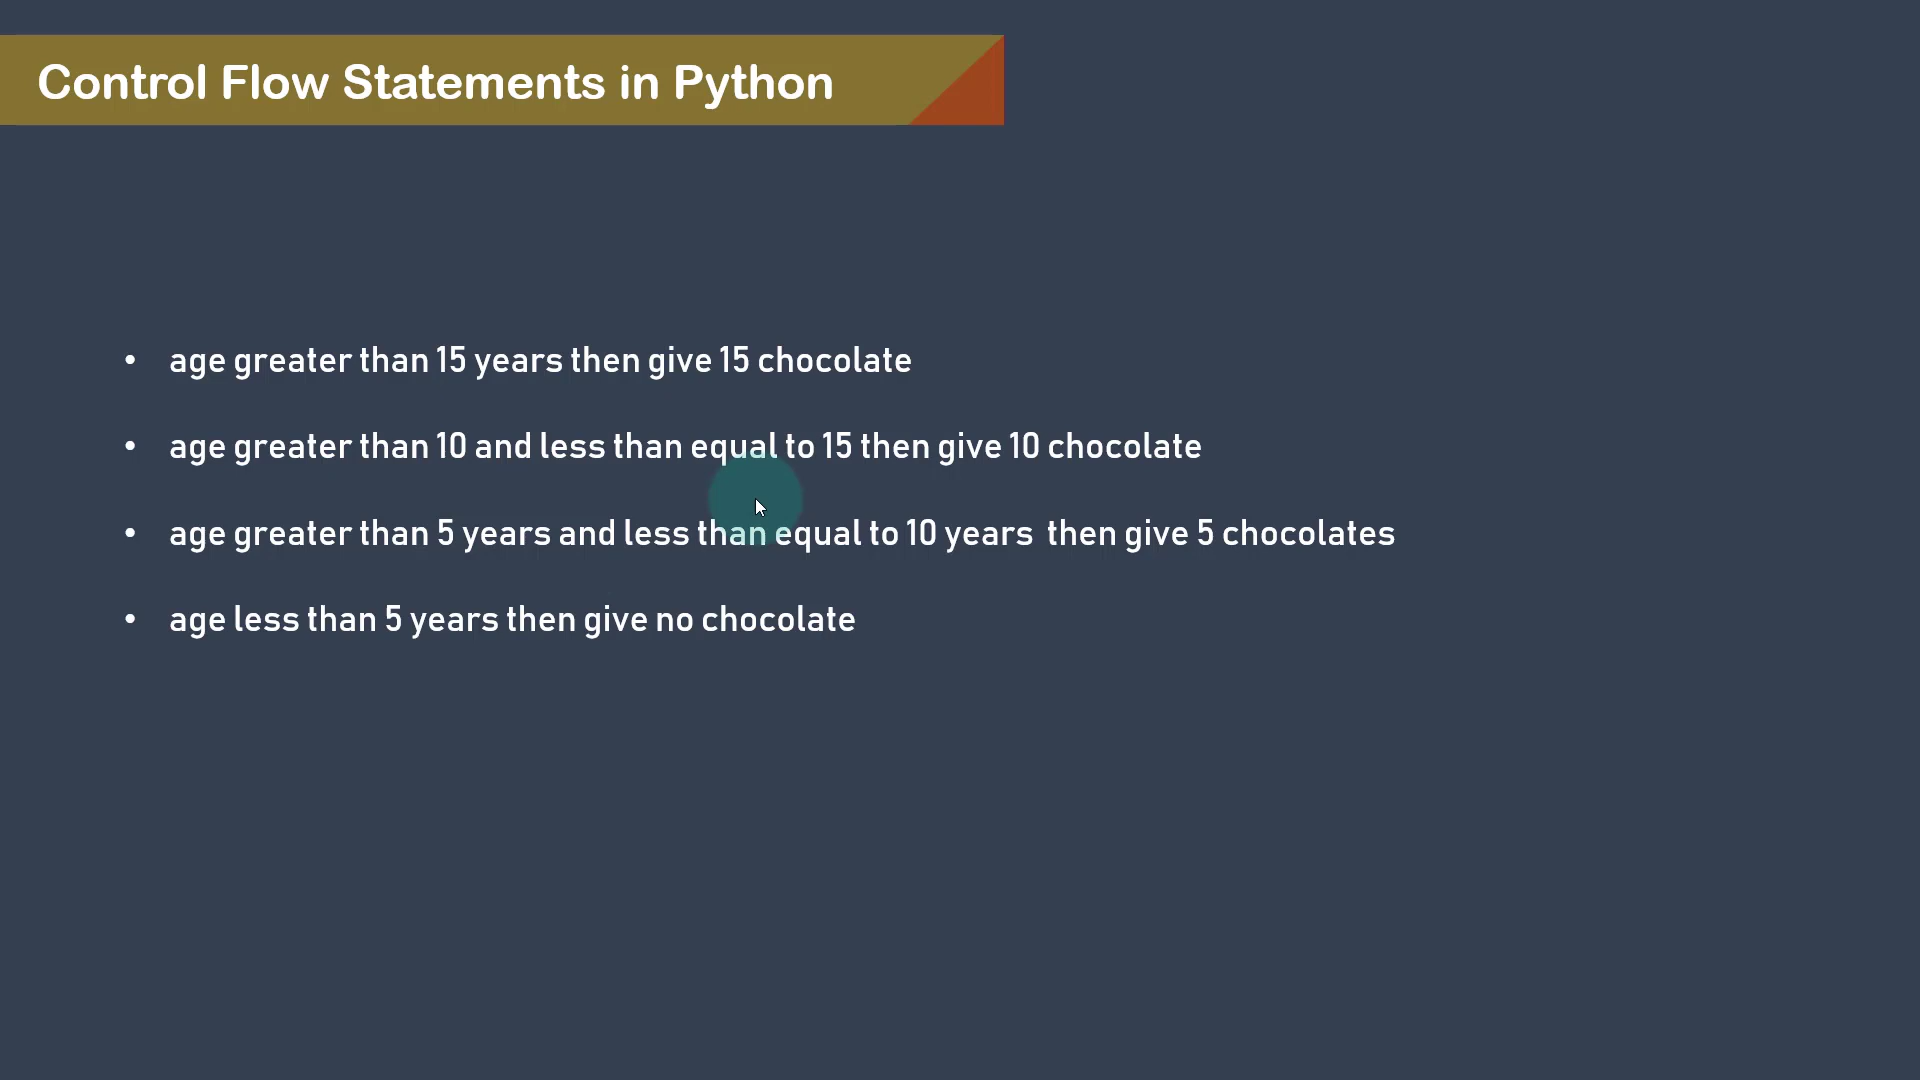 Control Flow Statements in Python
• age greater than 15 years then give 15 chocolate
• age greater than 10 and less than equal to 15 then give 10 chocolate
• age greater than 5 years and less than equal to 10 years  then give 5 chocolates
• age less than 5 years then give no chocolate